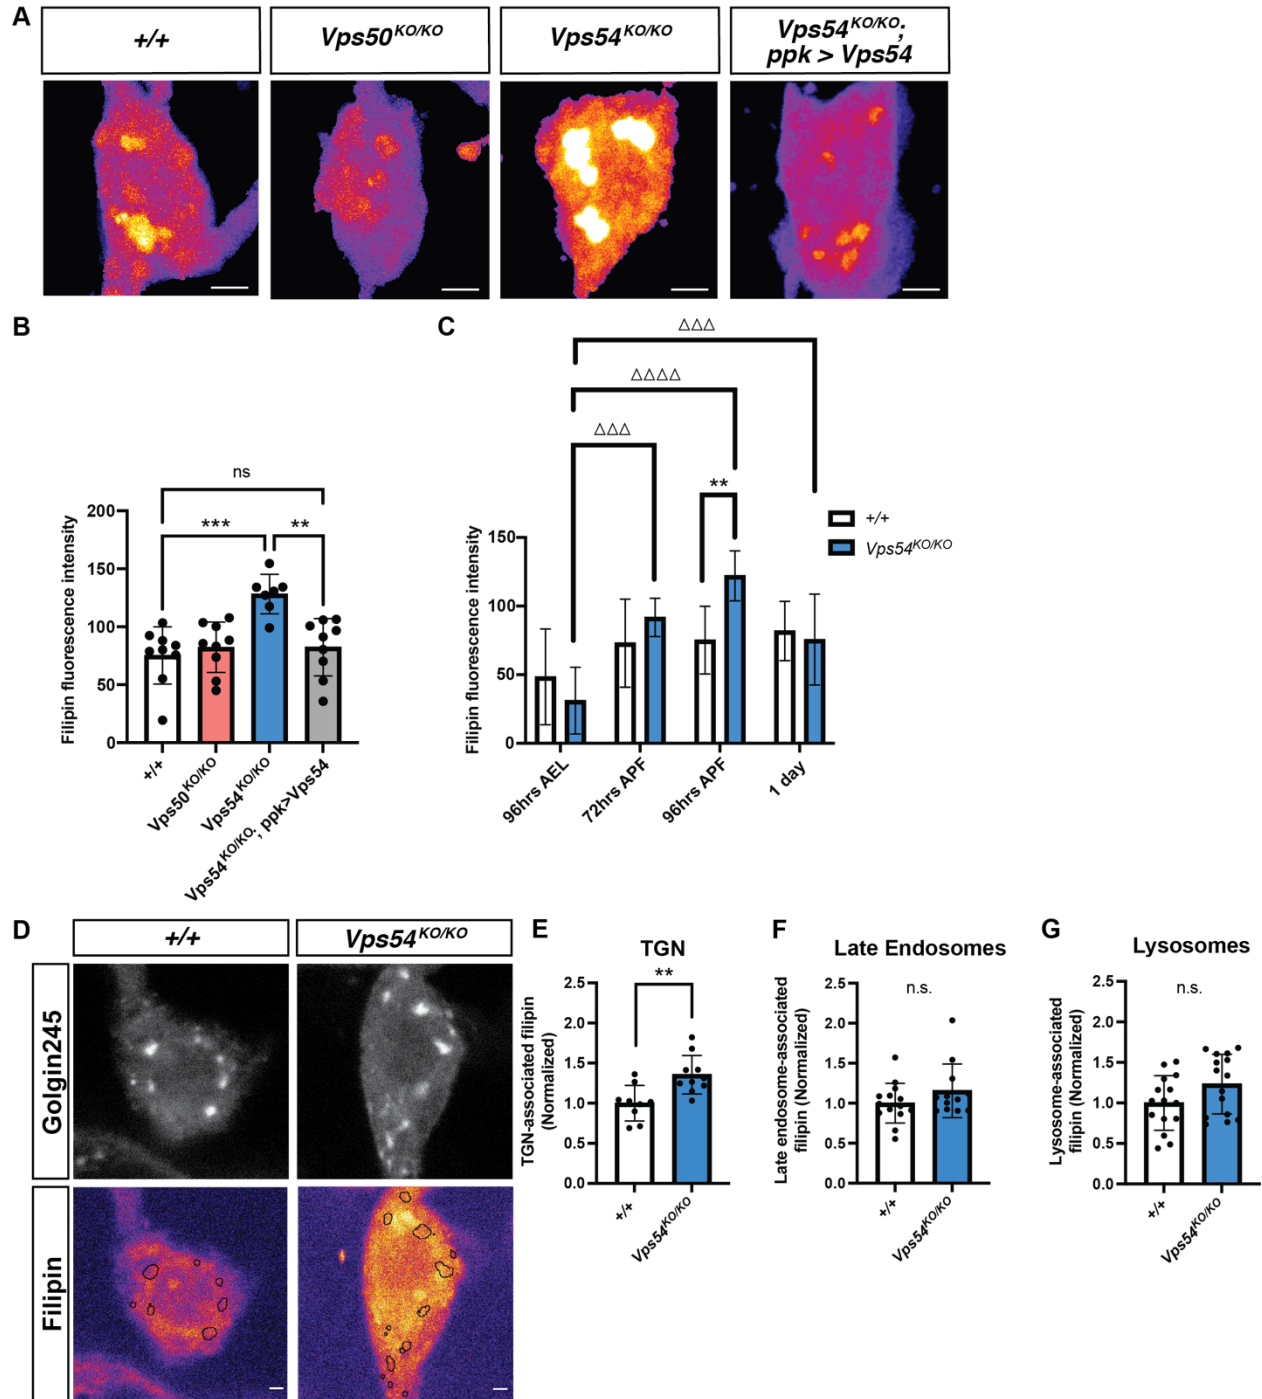 A
+/+
Vps50KO/KO
Vps54KO/KO
Vps54KO/KO;
ppk > Vps54
B
ns
***
**
Filipin fluorescence intensity
200
150
100
50
0
+/+
Vps50KO/KO
Vps54KO/KO
Vps54KO/KO; ppk>Vps54
C
△△△
△△△△
△△△
**
+/+
Vps54KO/KO
Filipin fluorescence intensity
150
100
50
0
96hrs AEL
72hrs APF
96hrs APF
1 day
D
+/+
Vps54KO/KO
Golgin245
Filipin
E
TGN
**
TGN-associated filipin
(Normalized)
2.5
2.0
1.5
1.0
0.5
0.0
+/+
Vps54KO/KO
F
Late Endosomes
n.s.
Late endosome-associated
filipin (Normalized)
2.5
2.0
1.5
1.0
0.5
0.0
+/+
Vps54KO/KO
G
Lysosomes
n.s.
Lysosome-associated
filipin (Normalized)
2.5
2.0
1.5
1.0
0.5
0.0
+/+
Vps54KO/KO